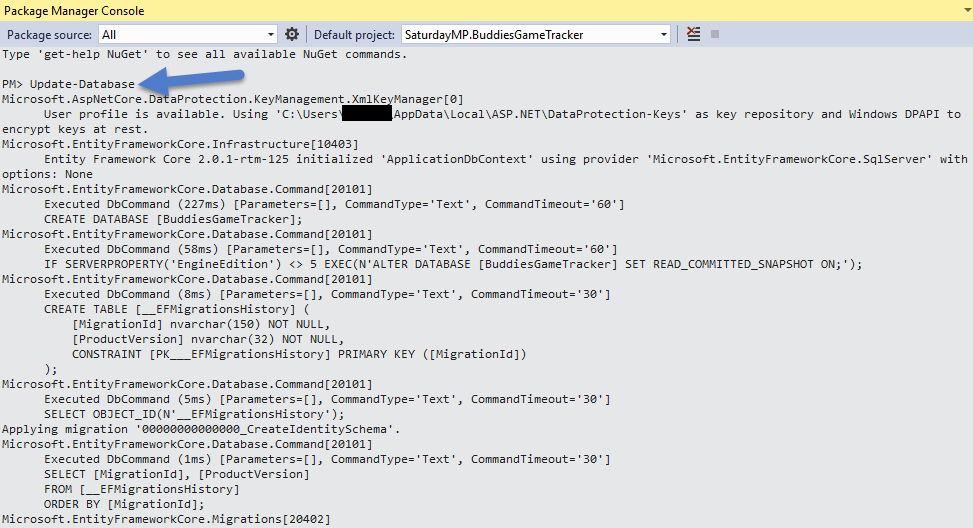 Package Manager Console
Package source: All Default project: SaturdayMP.BuddiesGameTracker
Type 'get-help NuGet' to see all available NuGet commands.
PM> Update-Database
Microsoft.AspNetCore.DataProtection.KeyManagement.XmlKeyManager[0]
User profile is available. Using 'C:\Users\ AppData\Local\ASP.NET\DataProtection-Keys' as key repository and Windows DPAPI to
encrypt keys at rest.
Microsoft.EntityFrameworkCore.Infrastructure[10403]
Entity Framework Core 2.0.1-rtm-125 initialized 'ApplicationDbContext' using provider 'Microsoft.EntityFrameworkCore.SqlServer' with
options: None
Microsoft.EntityFrameworkCore.Database.Command[20101]
Executed DbCommand (227ms) [Parameters=[], CommandType='Text', CommandTimeout='60']
CREATE DATABASE [BuddiesGameTracker];
Microsoft.EntityFrameworkCore.Database.Command[20101]
Executed DbCommand (58ms) [Parameters=[], CommandType='Text', CommandTimeout='60']
IF SERVERPROPERTY('EngineEdition') <> 5 EXEC(N'ALTER DATABASE [BuddiesGameTracker] SET READ_COMMITTED_SNAPSHOT ON;');
Microsoft.EntityFrameworkCore.Database.Command[20101]
Executed DbCommand (8ms) [Parameters=[], CommandType='Text', CommandTimeout='30']
CREATE TABLE [__EFMigrationsHistory] (
[MigrationId] nvarchar(150) NOT NULL,
[ProductVersion] nvarchar(32) NOT NULL,
CONSTRAINT [PK___EFMigrationsHistory] PRIMARY KEY ([MigrationId])
);
Microsoft.EntityFrameworkCore.Database.Command[20101]
Executed DbCommand (5ms) [Parameters=[], CommandType='Text', CommandTimeout='30']
SELECT OBJECT_ID(N'__EFMigrationsHistory');
Applying migration '00000000000000_CreateIdentitySchema'.
Microsoft.EntityFrameworkCore.Database.Command[20101]
Executed DbCommand (1ms) [Parameters=[], CommandType='Text', CommandTimeout='30']
SELECT [MigrationId], [ProductVersion]
FROM [__EFMigrationsHistory]
ORDER BY [MigrationId];
Microsoft.EntityFrameworkCore.Migrations[20402]